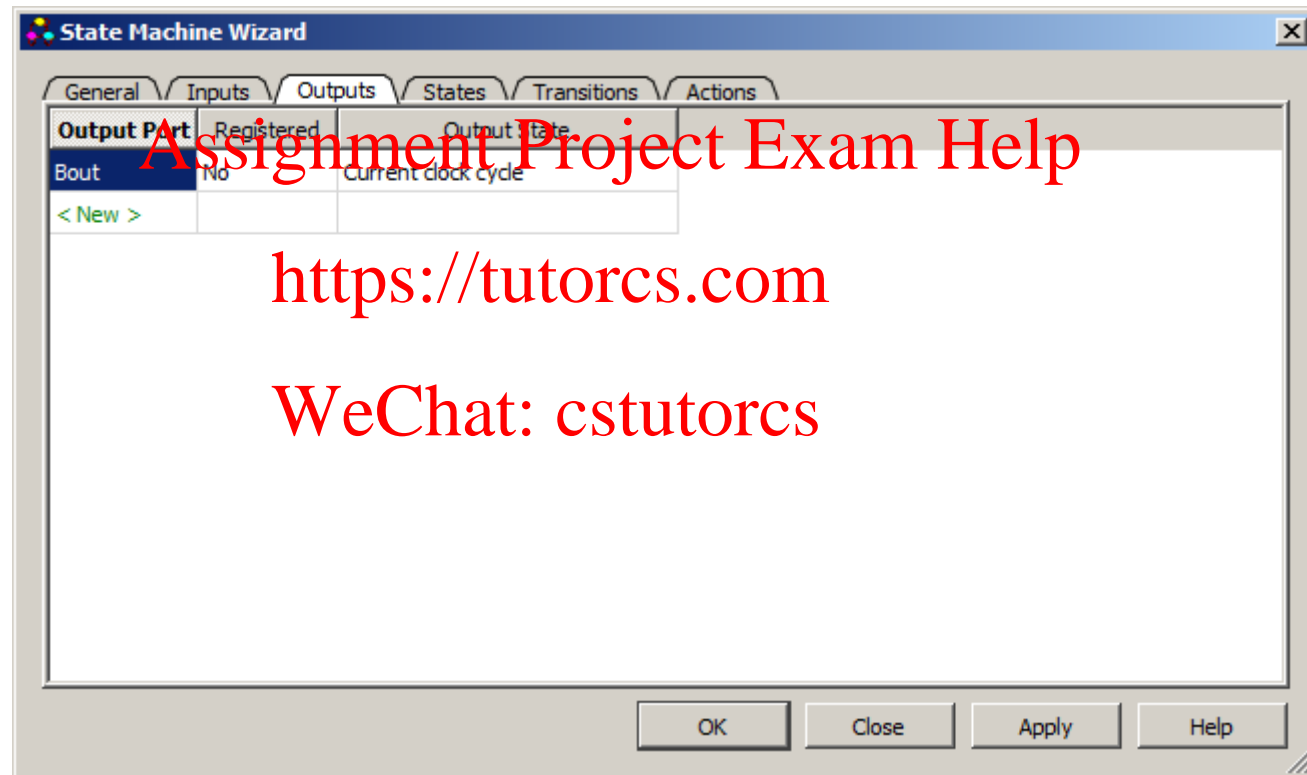 State Machine Wizard
General Inputs Outputs States Transitions Actions
Output Port Registered Output State
Assignment Project Exam Help
Bout No Current clock cycle
< New >
https://tutorcs.com
WeChat: cstutorcs
OK Close Apply Help